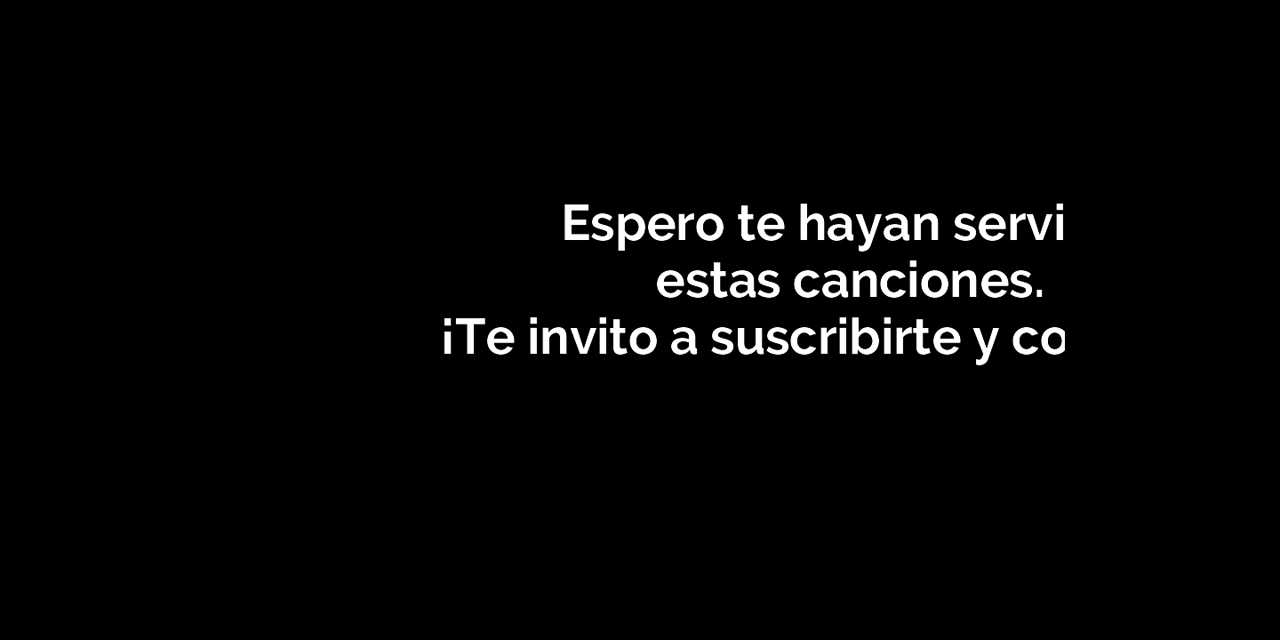 Espero te hayan servi
estas canciones.
¡Te invito a suscribirte y co